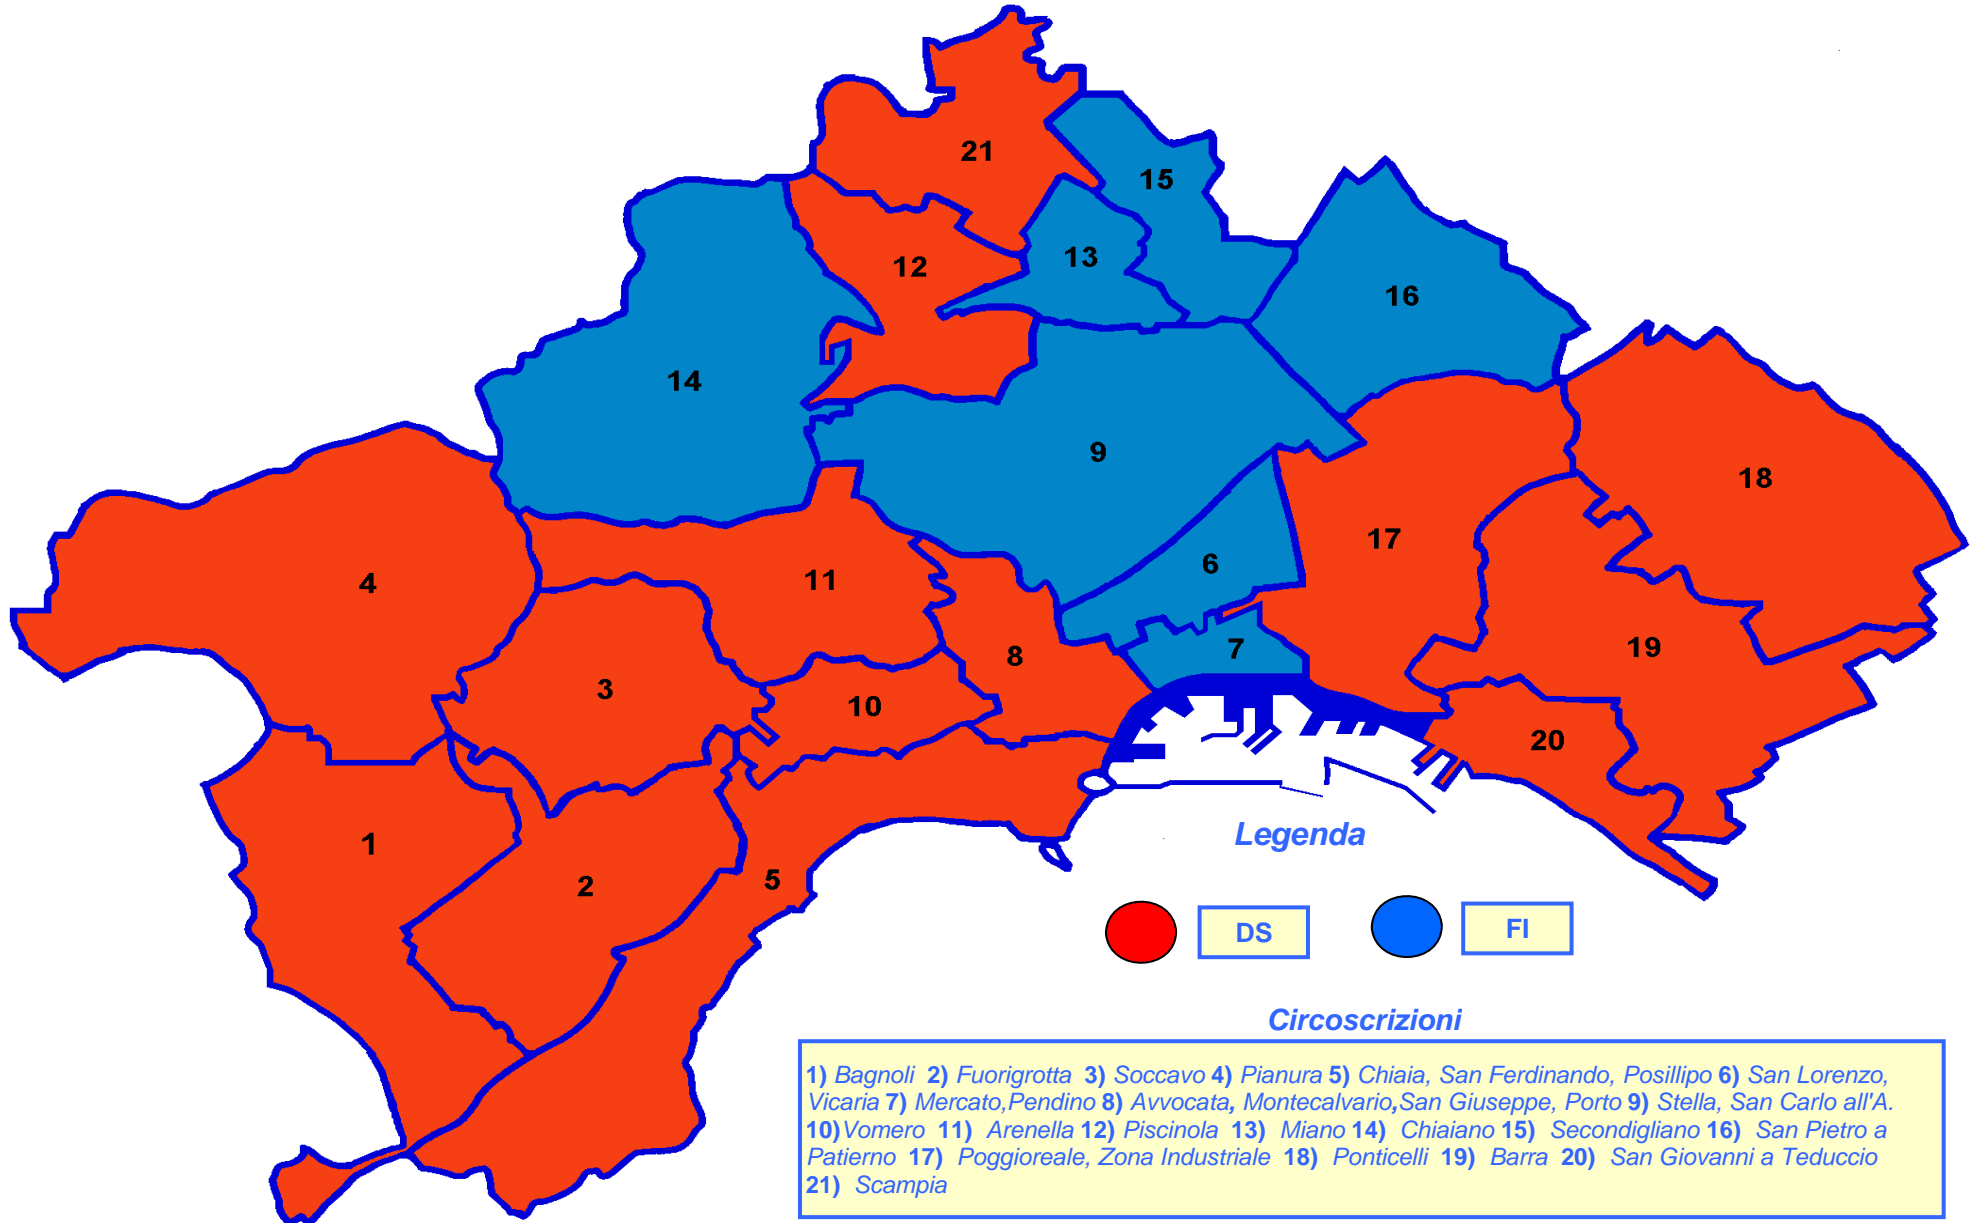 21
15
13
12
16
14
9
18
17
6
4
11
19
8
7
3
10
20
1
Legenda
5
2
DS
FI
Circoscrizioni
1) Bagnoli 2) Fuorigrotta 3) Soccavo 4) Pianura 5) Chiaia, San Ferdinando, Posillipo 6) San Lorenzo,
Vicaria 7) Mercato,Pendino 8) Avvocata, Montecalvario,San Giuseppe, Porto 9) Stella, San Carlo all'A.
10)Vomero 11) Arenella 12) Piscinola 13) Miano 14) Chiaiano 15) Secondigliano 16) San Pietro a
Patierno 17) Poggioreale, Zona Industriale 18) Ponticelli 19) Barra 20) San Giovanni a Teduccio
21) Scampia